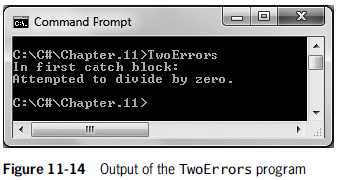 Command Prompt
C:\C#\Chapter.11>TwoErrors
In first catch block:
Attempted to divide by zero.
C:\C#\Chapter.11>
Figure 11-14 Output of the TwoErrors program